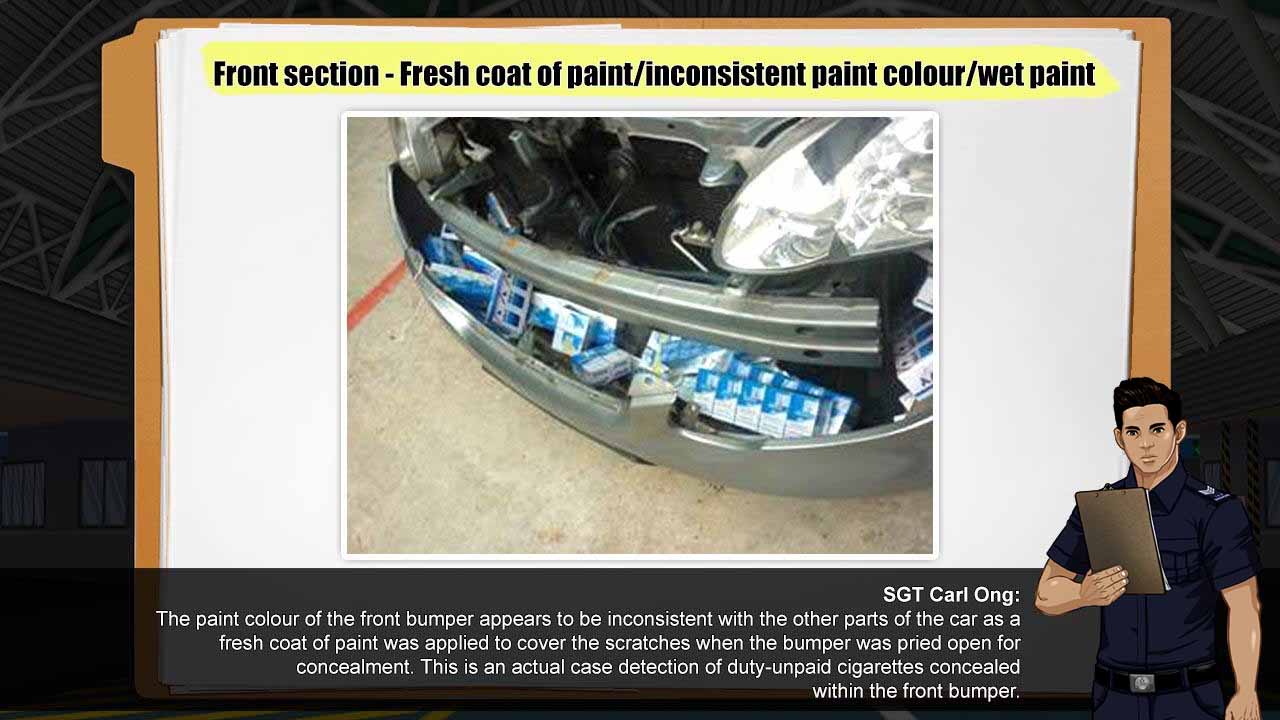 Front section - Fresh coat of paint/inconsistent paint colour/wet paint
SGT Carl Ong:
The paint colour of the front bumper appears to be inconsistent with the other parts of the car as a
fresh coat of paint was applied to cover the scratches when the bumper was pried open for
concealment. This is an actual case detection of duty-unpaid cigarettes concealed
within the front bumper.